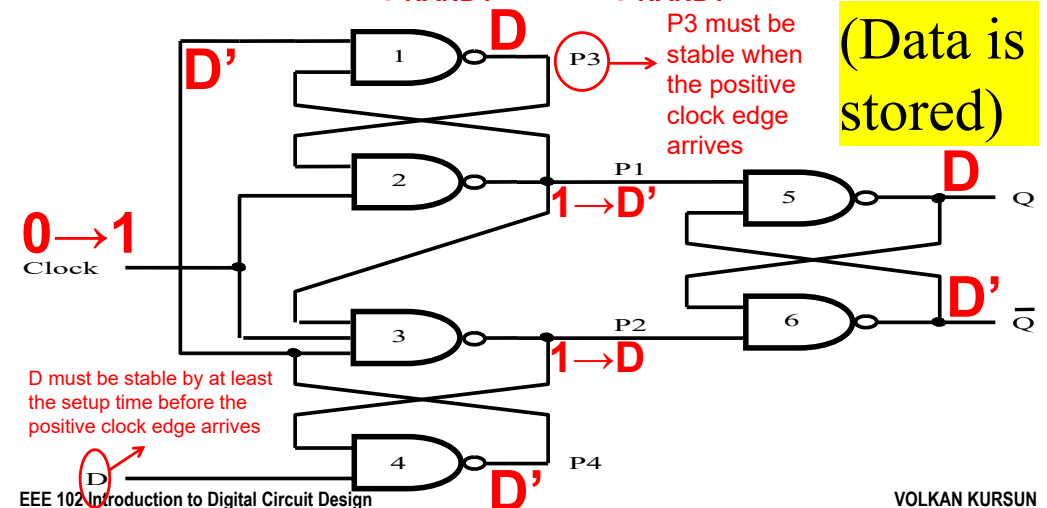 D
P3
P3 must be
stable when
the positive
clock edge
arrives
(Data is
stored)
D’
1
2
P1
1→D’
5
D
Q
0→1
Clock
3
P2
1→D
6
D’
Q
D must be stable by at least
the setup time before the
positive clock edge arrives
4
D’
P4
D
EEE 102 Introduction to Digital Circuit Design
VOLKAN KURSUN